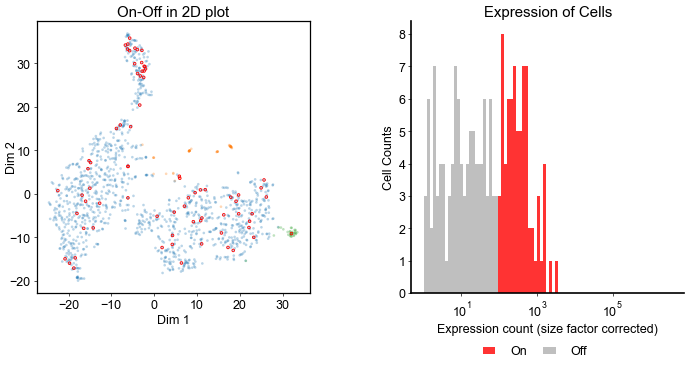 On-Off in 2D plot
Dim 2
30
20
10
0
−10
−20
−20 −10 0 10 20 30
Dim 1
Expression of Cells
Cell Counts
8
7
6
5
4
3
2
1
0
10^1 10^3 10^5
Expression count (size factor corrected)
On Off